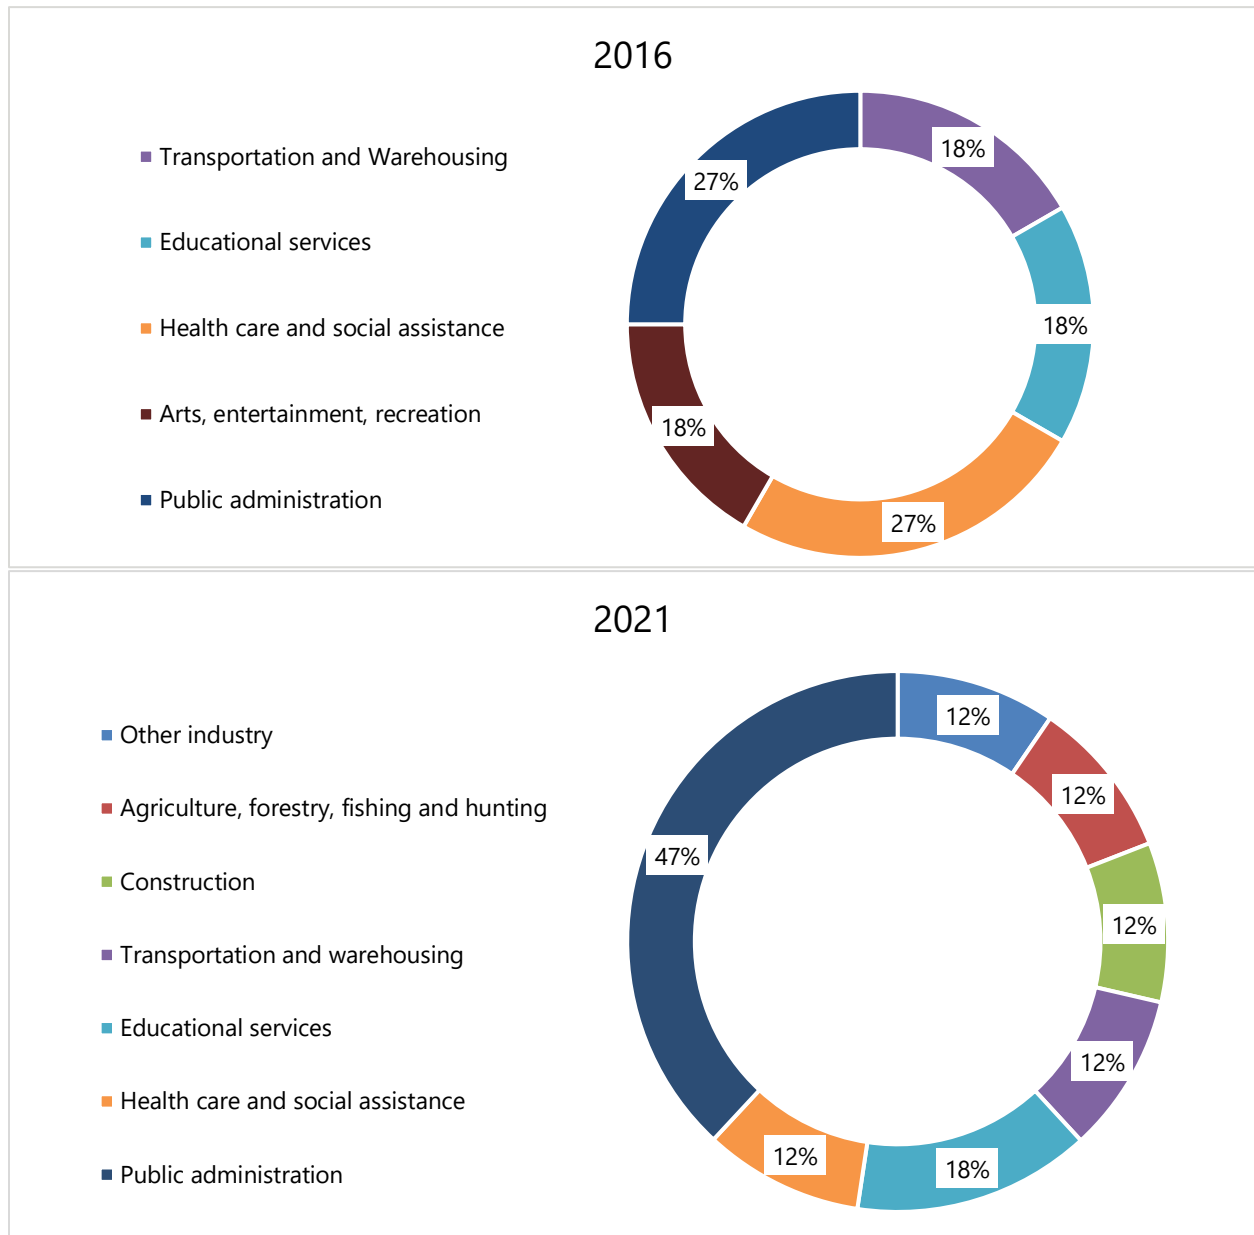 2016
Transportation and Warehousing
Educational services
Health care and social assistance
Arts, entertainment, recreation
Public administration
18%
18%
27%
18%
27%
2021
Other industry
Agriculture, forestry, fishing and hunting
Construction
Transportation and warehousing
Educational services
Health care and social assistance
Public administration
12%
12%
12%
12%
18%
12%
47%